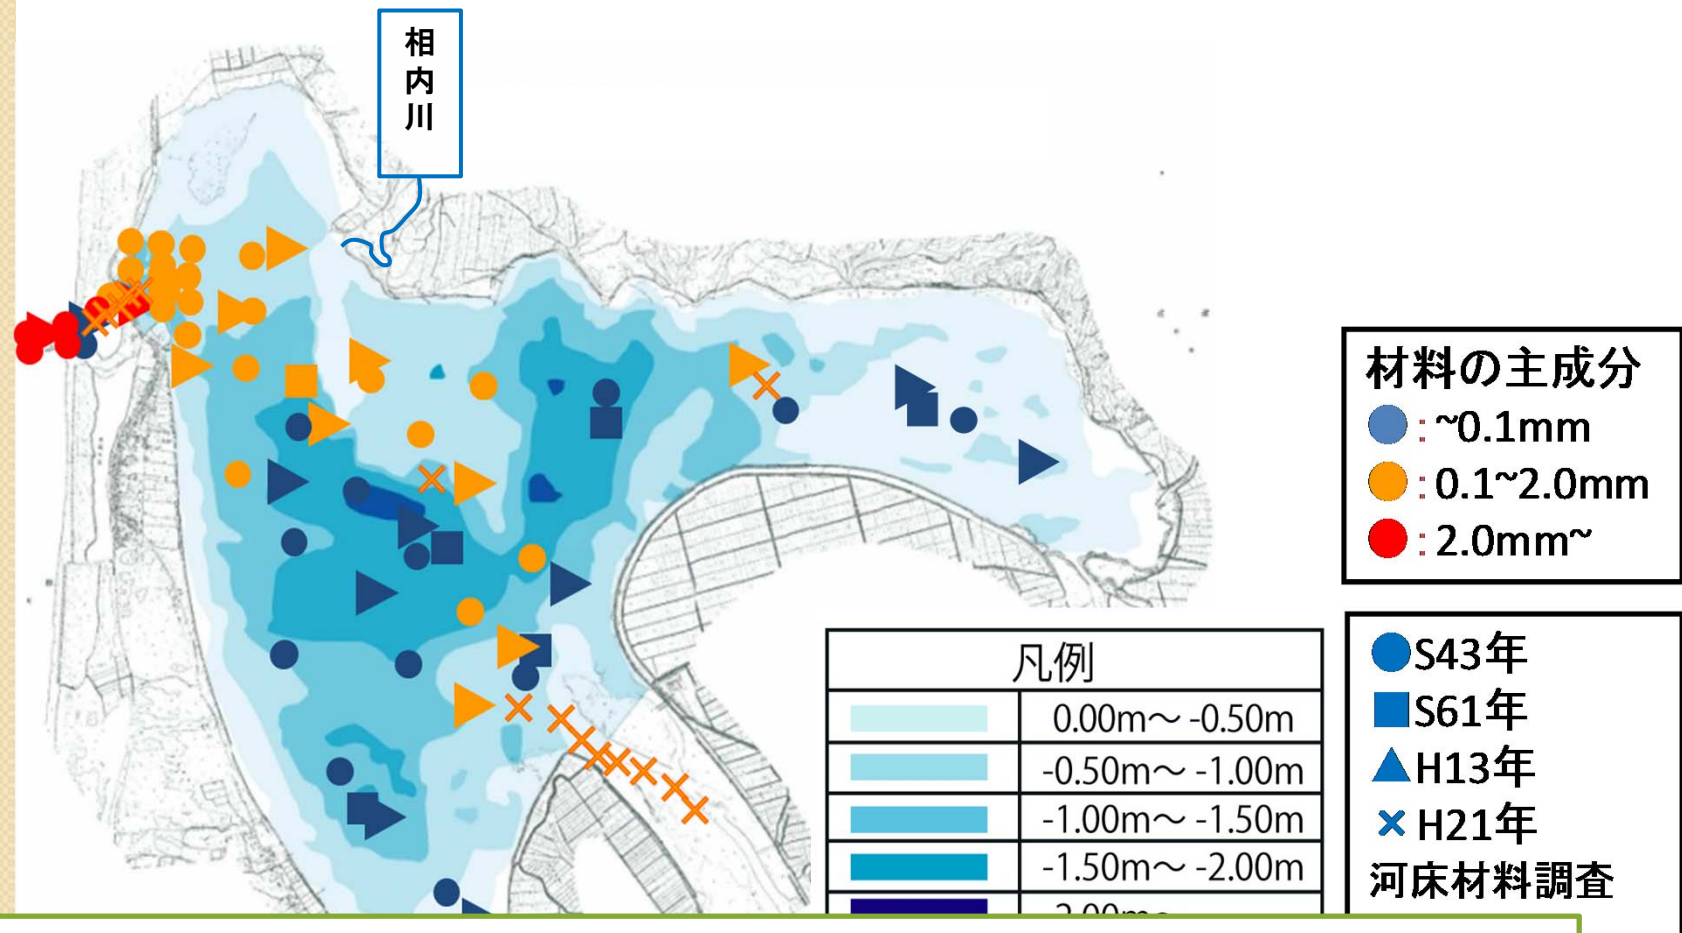 相内川
材料の主成分
:~0.1mm
:0.1~2.0mm
:2.0mm~
S43年
S61年
H13年
H21年
河床材料調査
凡例
0.00m～ -0.50m
-0.50m～ -1.00m
-1.00m～ -1.50m
-1.50m～ -2.00m